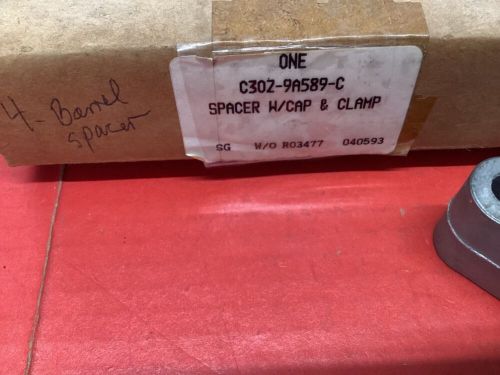 ONE
C3OZ-9A589-C
SPACER W/CAP & CLAMP
SG W/O R03477 040593
4-Barrel
spacer